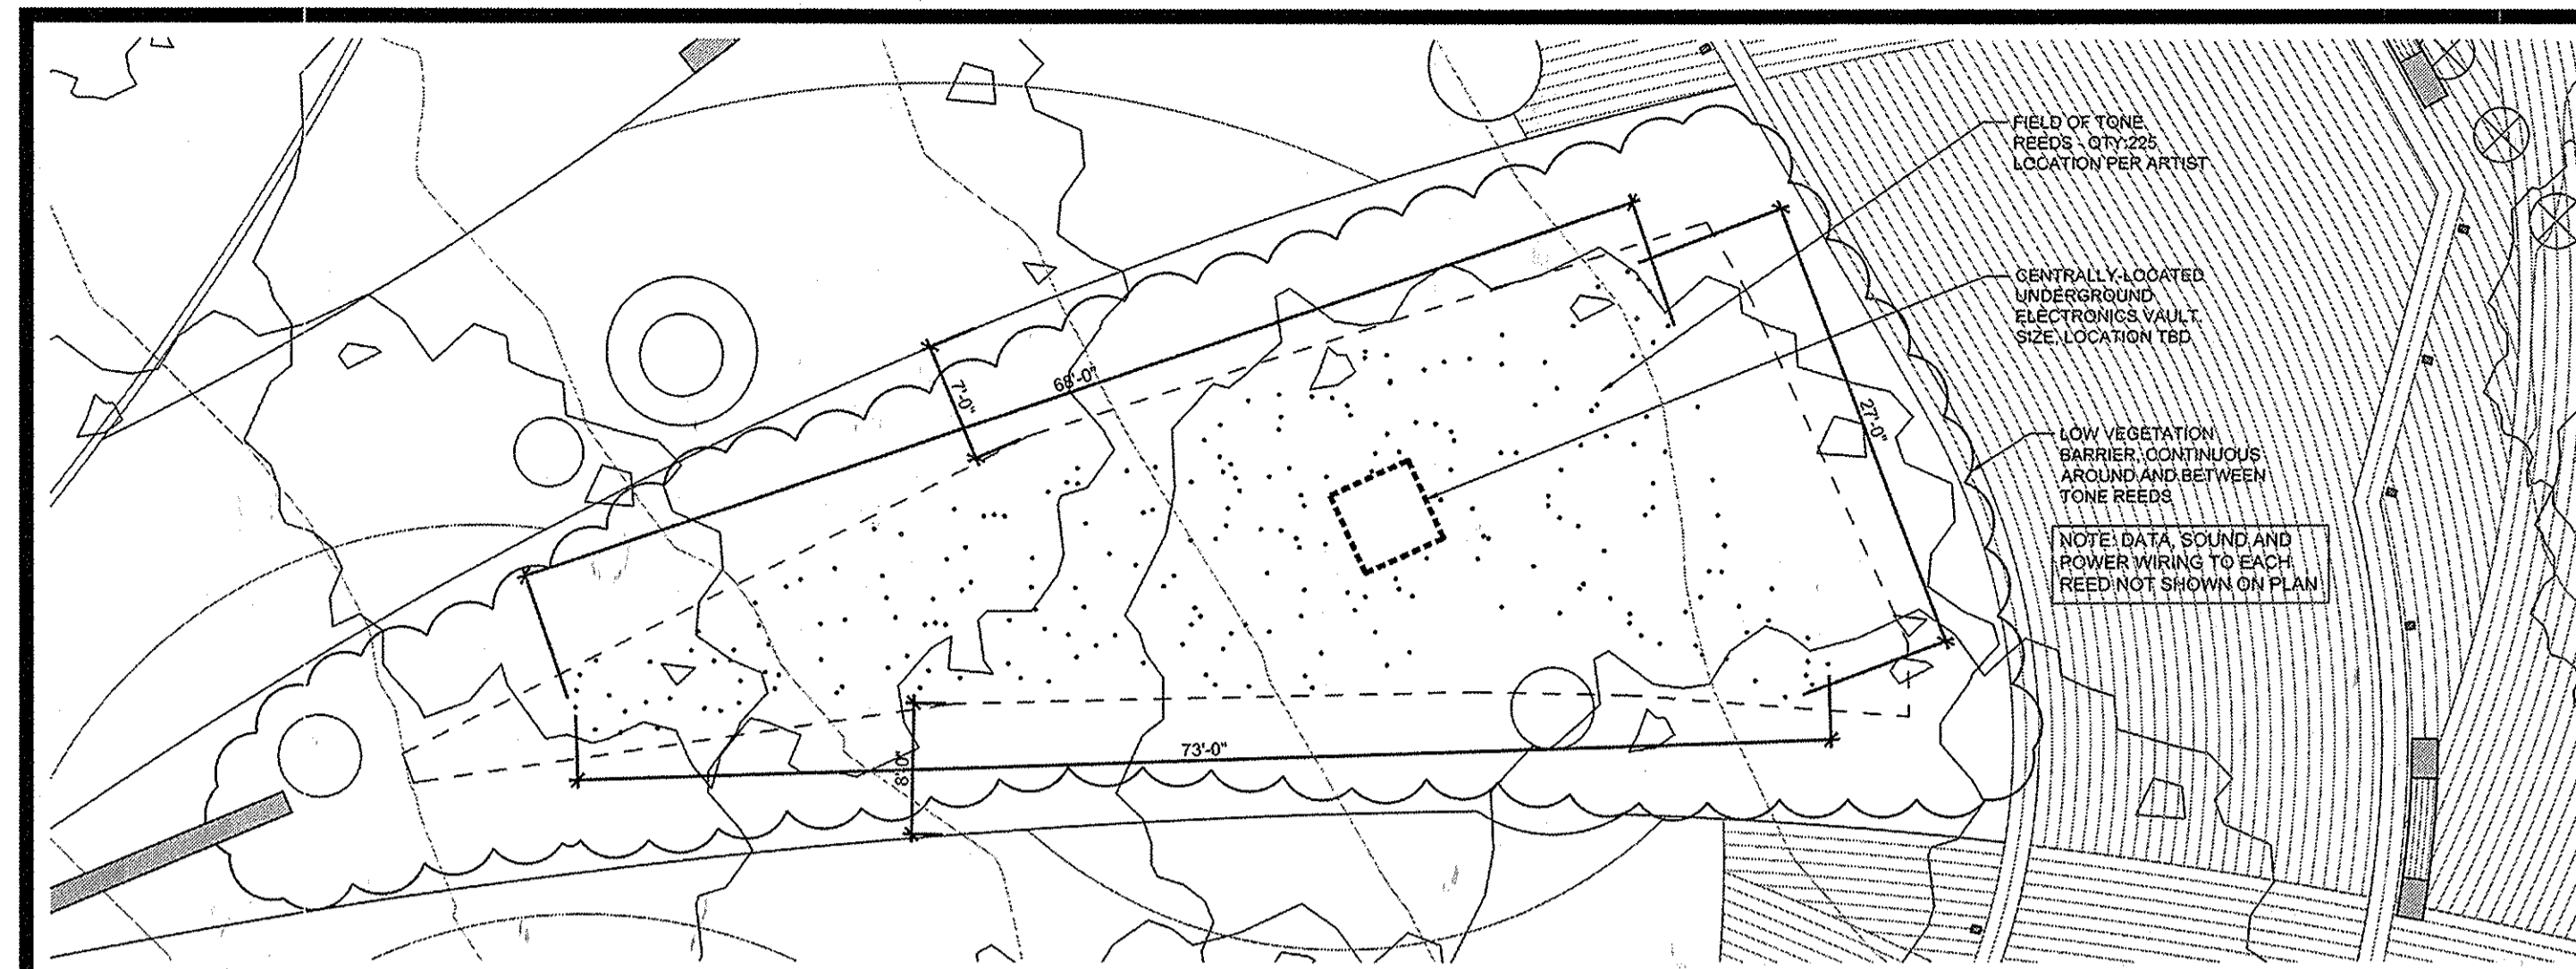 FIELD OF TONE
REEDS - QTY:225
LOCATION PER ARTIST
CENTRALLY-LOCATED
UNDERGROUND
ELECTRONICS VAULT.
SIZE, LOCATION TBD
LOW VEGETATION
BARRIER, CONTINUOUS
AROUND AND BETWEEN
TONE REEDS
NOTE: DATA, SOUND AND
POWER WIRING TO EACH
REED NOT SHOWN ON PLAN
68'-0"
7'-0"
27'-0"
73'-0"
8'-0"